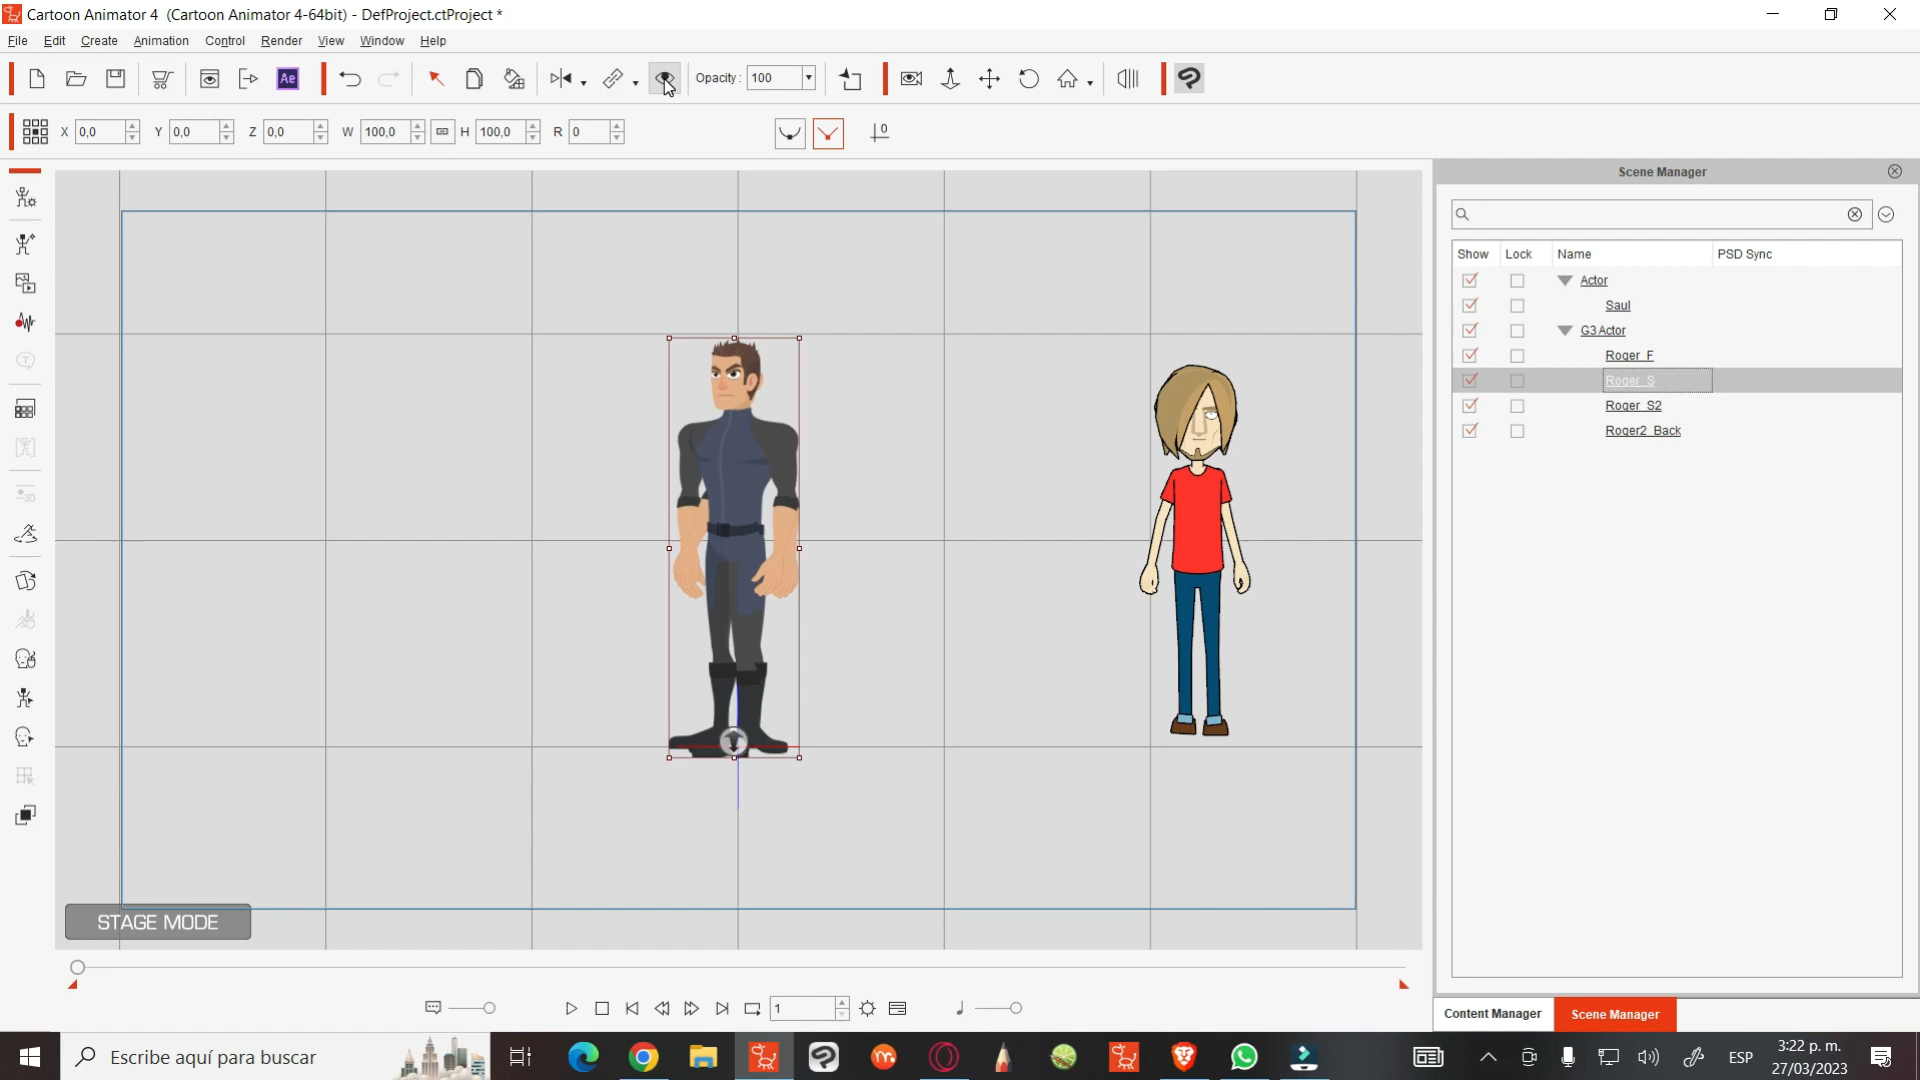 Cartoon Animator 4 (Cartoon Animator 4-64bit) - DefProject.ctProject *
File Edit Create Animation Control Render View Window Help
Ae Opacity : 100
X 0,0 Y 0,0 Z 0,0 W 100,0 H 100,0 R 0 0
Scene Manager
Show Lock Name PSD Sync
Actor
Saul
G3 Actor
Roger_F
Roger_S
Roger_S2
Roger2_Back
T
3D
STAGE MODE
1
Content Manager Scene Manager
Escribe aquí para buscar
ESP
3:22 p. m.
27/03/2023